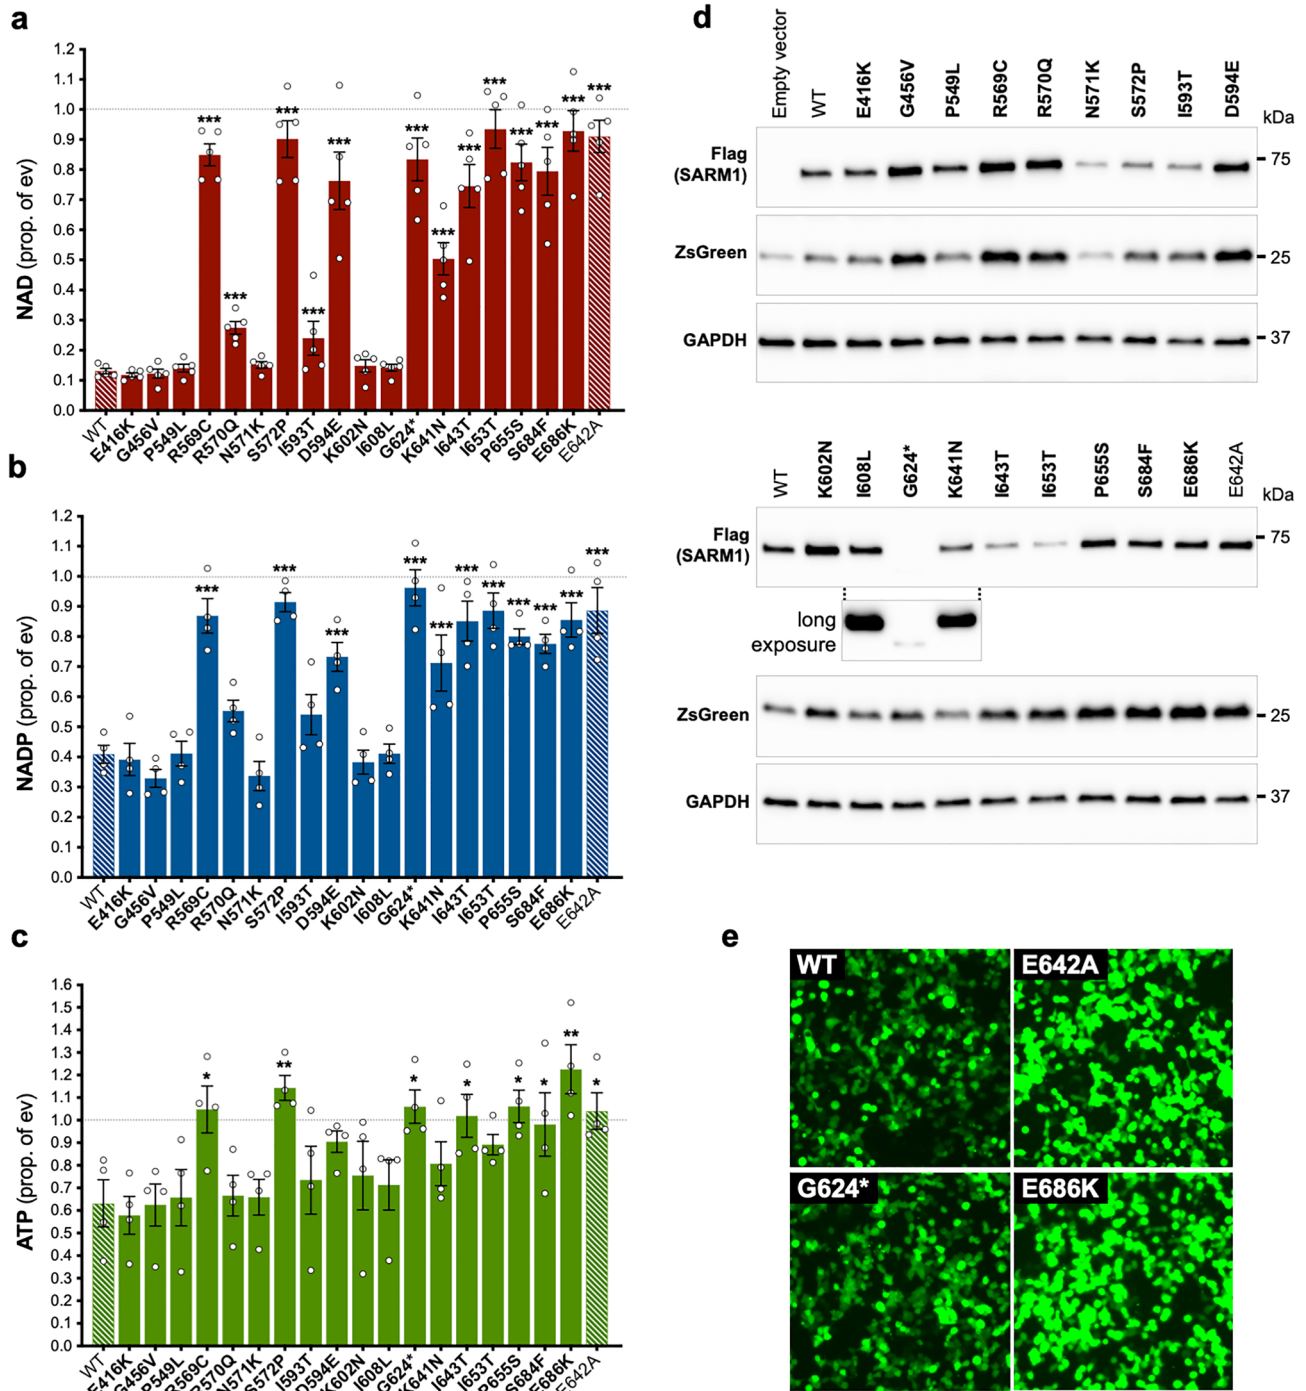 a
1.2
1.1
1.0
0.9
0.8
0.7
0.6
0.5
0.4
0.3
0.2
0.1
0.0
NAD (prop. of ev)
*** *** *** *** *** *** *** *** *** *** *** *** ***
WT E416K G456V P549L R569C R570Q N571K S572P I593T D594E K602N I608L G624* K641N I643T I653T P655S S684F E686K E642A
b
1.2
1.1
1.0
0.9
0.8
0.7
0.6
0.5
0.4
0.3
0.2
0.1
0.0
NADP (prop. of ev)
*** *** *** *** *** *** *** *** *** *** ***
WT E416K G456V P549L R569C R570Q N571K S572P I593T D594E K602N I608L G624* K641N I643T I653T P655S S684F E686K E642A
c
1.6
1.5
1.4
1.3
1.2
1.1
1.0
0.9
0.8
0.7
0.6
0.5
0.4
0.3
0.2
0.1
0.0
ATP (prop. of ev)
* ** * * * * ** *
WT E416K G456V P549L R569C R570Q N571K S572P I593T D594E K602N I608L G624* K641N I643T I653T P655S S684F E686K E642A
d
Empty vector WT E416K G456V P549L R569C R570Q N571K S572P I593T D594E
kDa
Flag
(SARM1)
75
ZsGreen
25
GAPDH
37
WT K602N I608L G624* K641N I643T I653T P655S S684F E686K E642A
kDa
Flag
(SARM1)
75
long
exposure
ZsGreen
25
GAPDH
37
e
WT E642A
G624* E686K